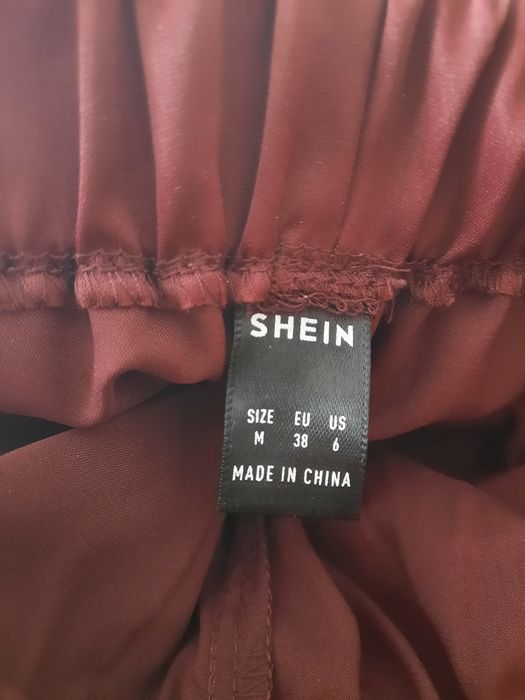 SHEIN
SIZE EU US
M 38 6
MADE IN CHINA